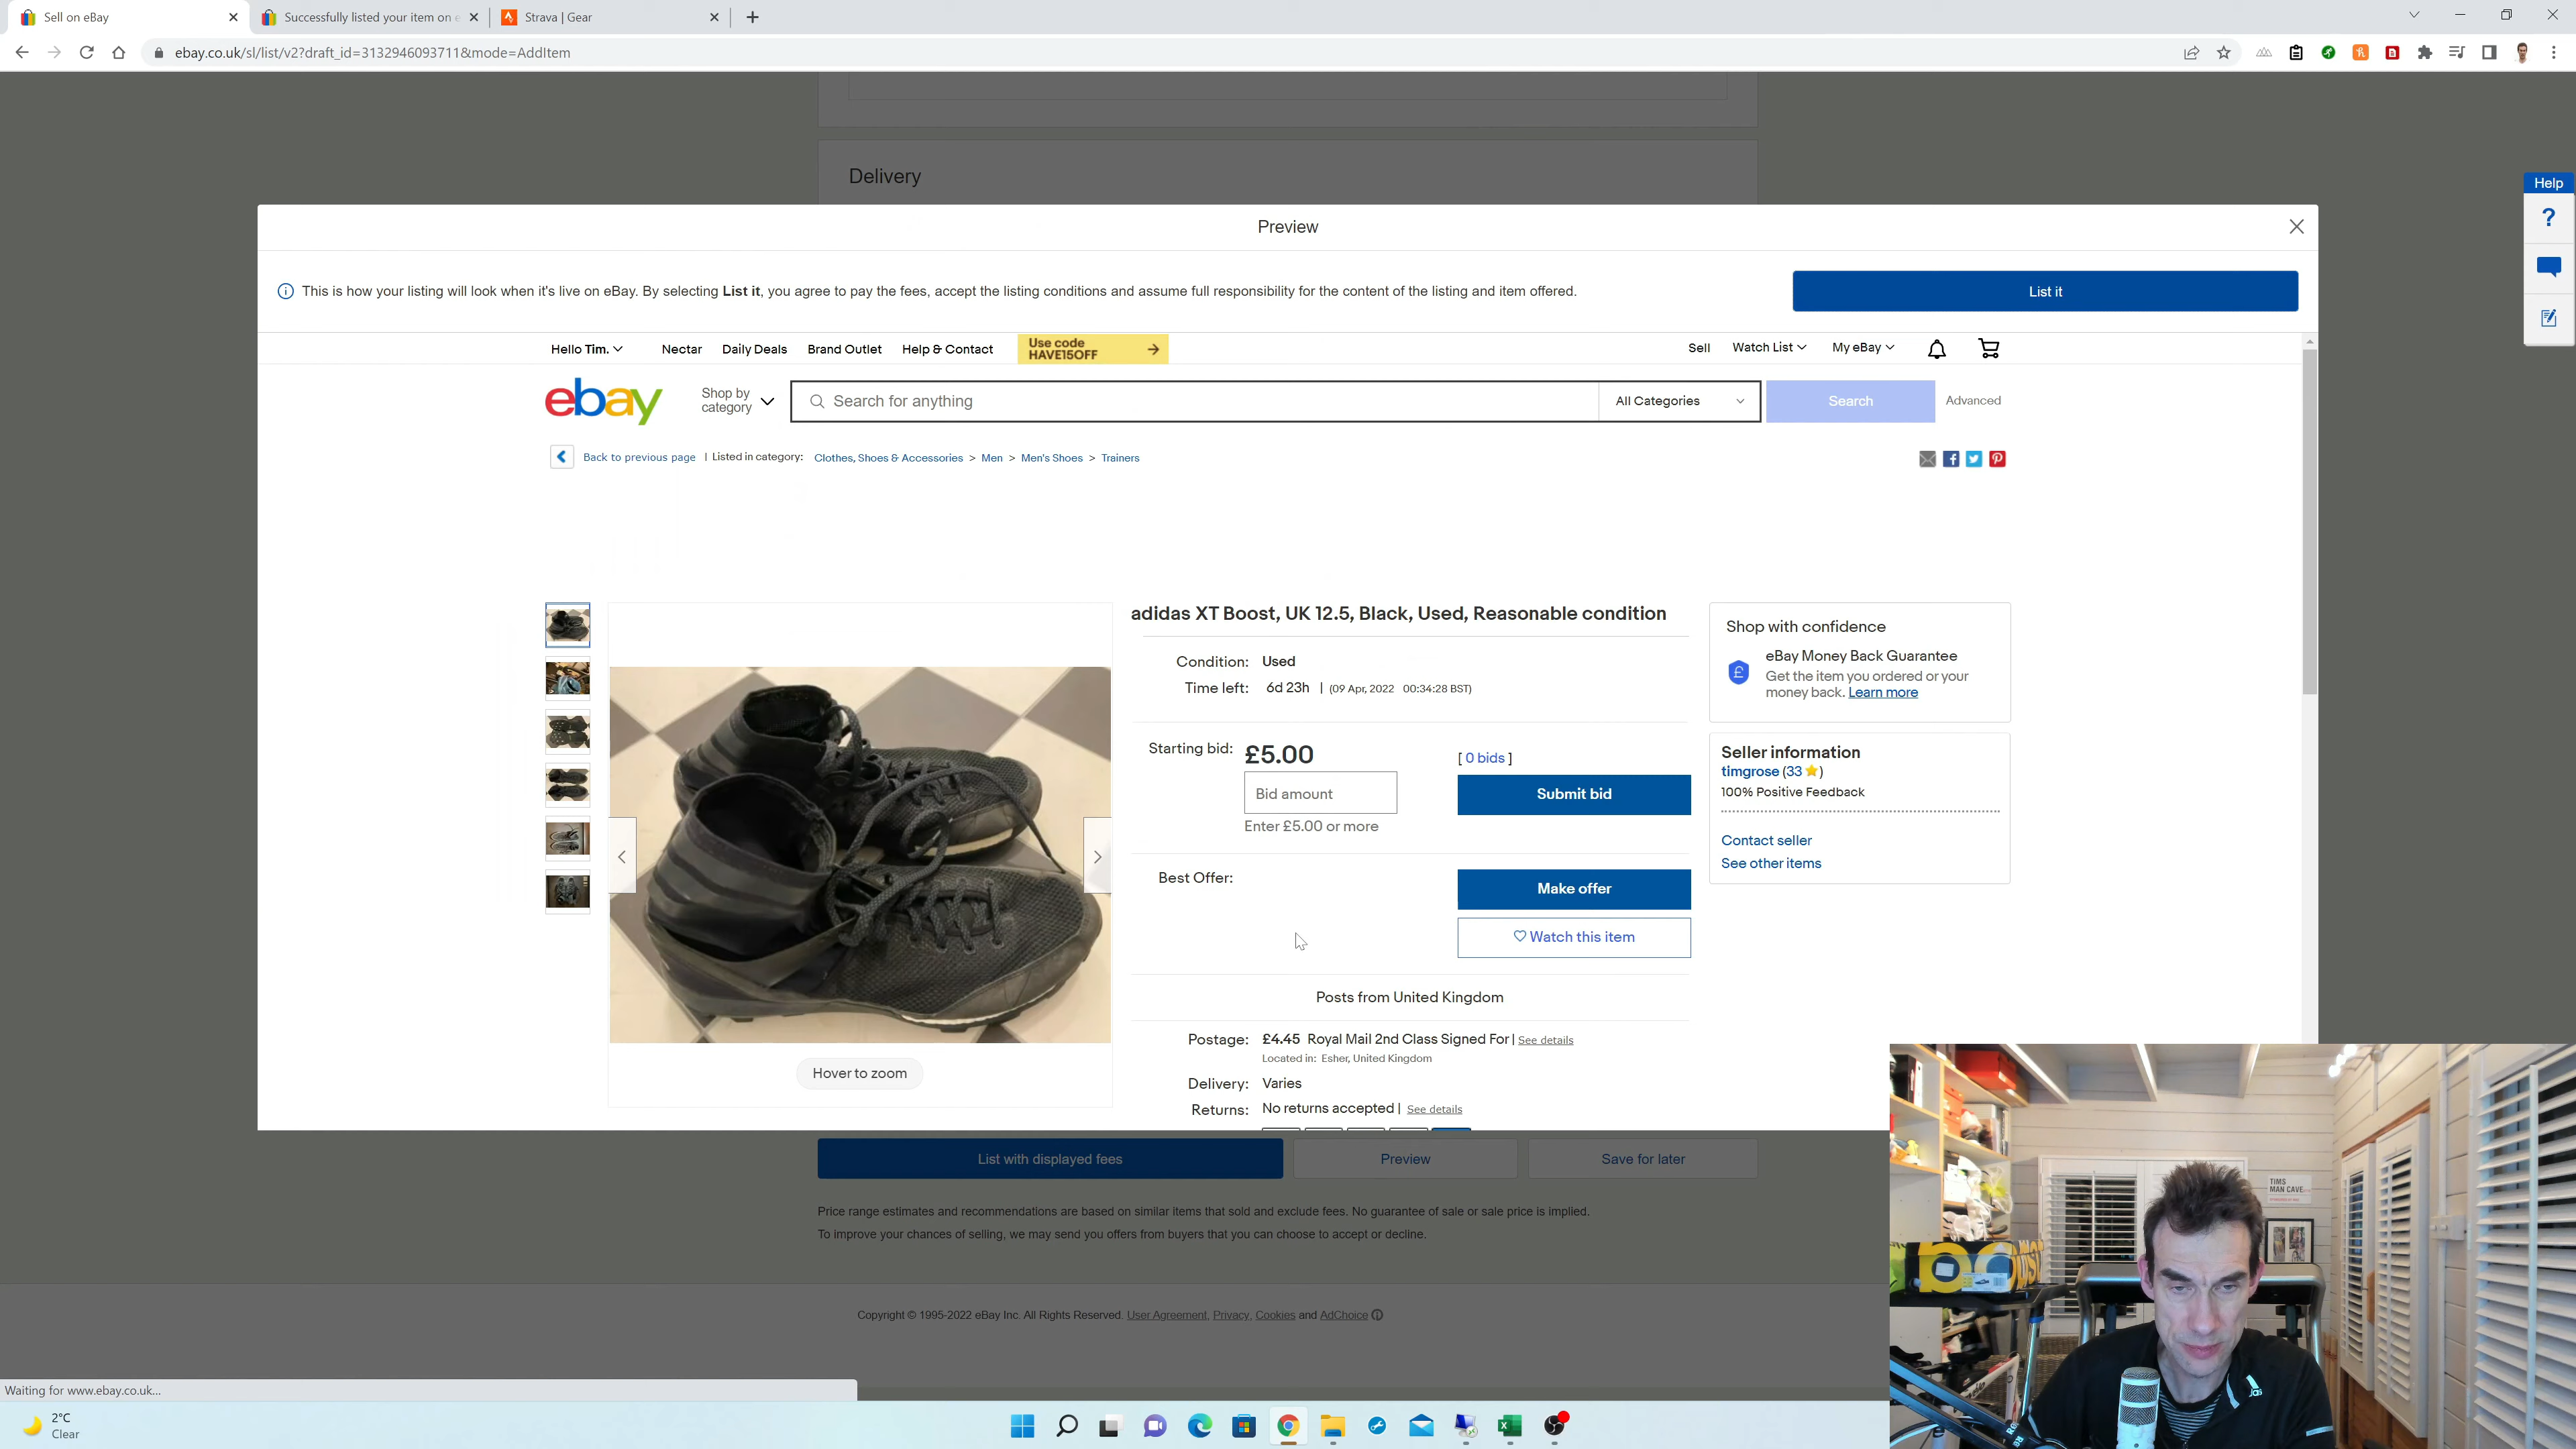 Sell on eBay
Successfully listed your item on e
Strava | Gear
ebay.co.uk/sl/list/v2?draft_id=3132946093711&mode=AddItem
Delivery
Help
?
Preview
This is how your listing will look when it's live on eBay. By selecting List it, you agree to pay the fees, accept the listing conditions and assume full responsibility for the content of the listing and item offered.
List it
Hello Tim.
Nectar
Daily Deals
Brand Outlet
Help & Contact
Use code
HAVE15OFF
Sell
Watch List
My eBay
ebay
Shop by
category
Search for anything
All Categories
Search
Advanced
Back to previous page | Listed in category: Clothes, Shoes & Accessories > Men > Men's Shoes > Trainers
adidas XT Boost, UK 12.5, Black, Used, Reasonable condition
Condition: Used
Time left: 6d 23h | (09 Apr, 2022 00:34:28 BST)
Starting bid: £5.00
[ 0 bids ]
Bid amount
Submit bid
Enter £5.00 or more
Best Offer:
Make offer
Watch this item
Posts from United Kingdom
Postage: £4.45 Royal Mail 2nd Class Signed For | See details
Located in: Esher, United Kingdom
Delivery: Varies
Returns: No returns accepted | See details
Hover to zoom
Shop with confidence
eBay Money Back Guarantee
Get the item you ordered or your
money back. Learn more
Seller information
timgrose (33)
100% Positive Feedback
Contact seller
See other items
List with displayed fees
Preview
Save for later
Price range estimates and recommendations are based on similar items that sold and exclude fees. No guarantee of sale or sale price is implied.
To improve your chances of selling, we may send you offers from buyers that you can choose to accept or decline.
Copyright © 1995-2022 eBay Inc. All Rights Reserved. User Agreement, Privacy, Cookies and AdChoice
TIMS
MAN CAVE
Waiting for www.ebay.co.uk...
2°C
Clear